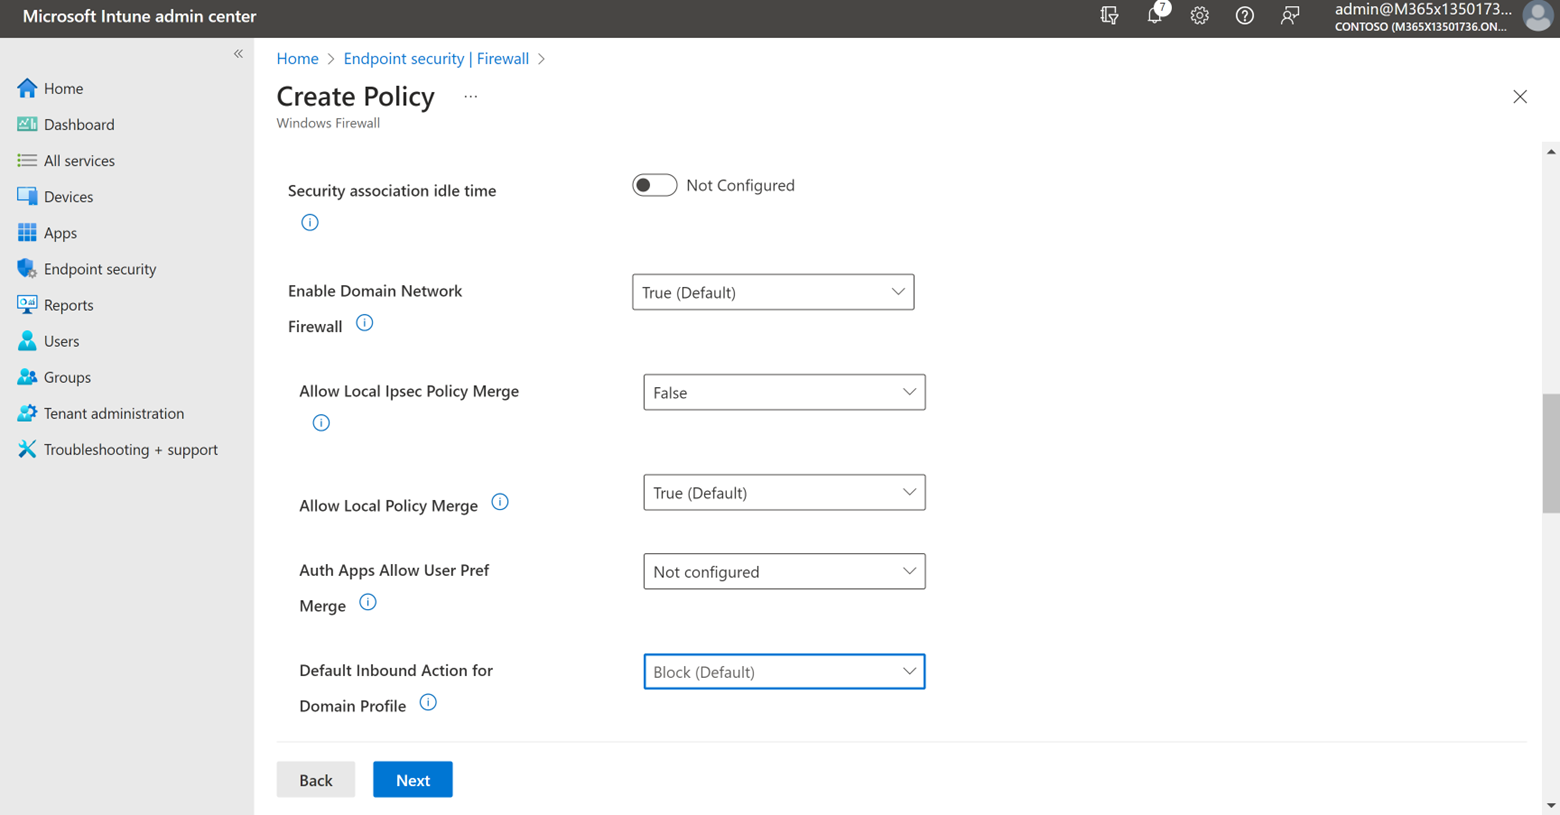 Microsoft Intune admin center
7
admin@M365x1350173...
CONTOSO (M365X13501736.ON...
Home
Dashboard
All services
Devices
Apps
Endpoint security
Reports
Users
Groups
Tenant administration
Troubleshooting + support
Home > Endpoint security | Firewall >
Create Policy ...
Windows Firewall
Security association idle time
Not Configured
Enable Domain Network
Firewall
True (Default)
Allow Local Ipsec Policy Merge
False
Allow Local Policy Merge
True (Default)
Auth Apps Allow User Pref
Merge
Not configured
Default Inbound Action for
Domain Profile
Block (Default)
Back
Next